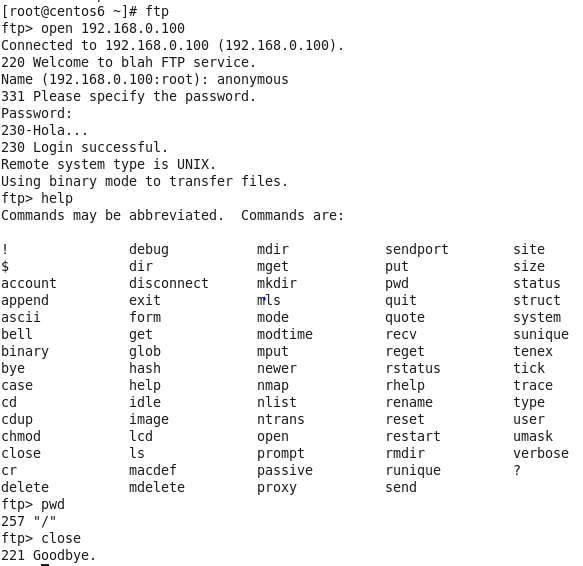 [root@centos6 ~]# ftp
ftp> open 192.168.0.100
Connected to 192.168.0.100 (192.168.0.100).
220 Welcome to blah FTP service.
Name (192.168.0.100:root): anonymous
331 Please specify the password.
Password:
230-Hola...
230 Login successful.
Remote system type is UNIX.
Using binary mode to transfer files.
ftp> help
Commands may be abbreviated.  Commands are:

!               debug           mdir            sendport        site
$               dir             mget            put             size
account         disconnect      mkdir           pwd             status
append          exit            mls             quit            struct
ascii           form            mode            quote           system
bell            get             modtime         recv            sunique
binary          glob            mput            reget           tenex
bye             hash            newer           rstatus         tick
case            help            nmap            rhelp           trace
cd              idle            nlist           rename          type
cdup            image           ntrans          reset           user
chmod           lcd             open            restart         umask
close           ls              prompt          rmdir           verbose
cr              macdef          passive         runique         ?
delete          mdelete         proxy           send
ftp> pwd
257 "/"
ftp> close
221 Goodbye.